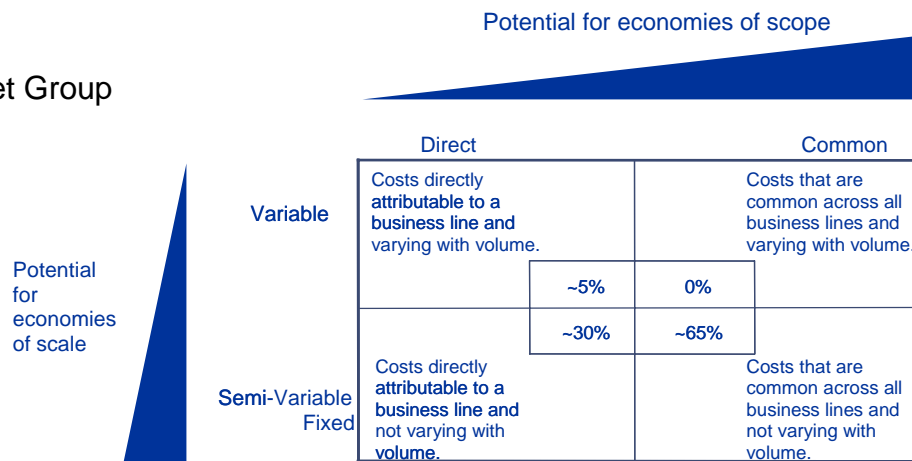 Potential for economies of scope
et Group
Direct
Common
Variable
Costs directly
attributable to a
business line and
varying with volume.
Costs that are
common across all
business lines and
varying with volume.
Potential
for
economies
of scale
~5%
0%
~30%
~65%
Semi-Variable
Fixed
Costs directly
attributable to a
business line and
not varying with
volume.
Costs that are
common across all
business lines and
not varying with
volume.